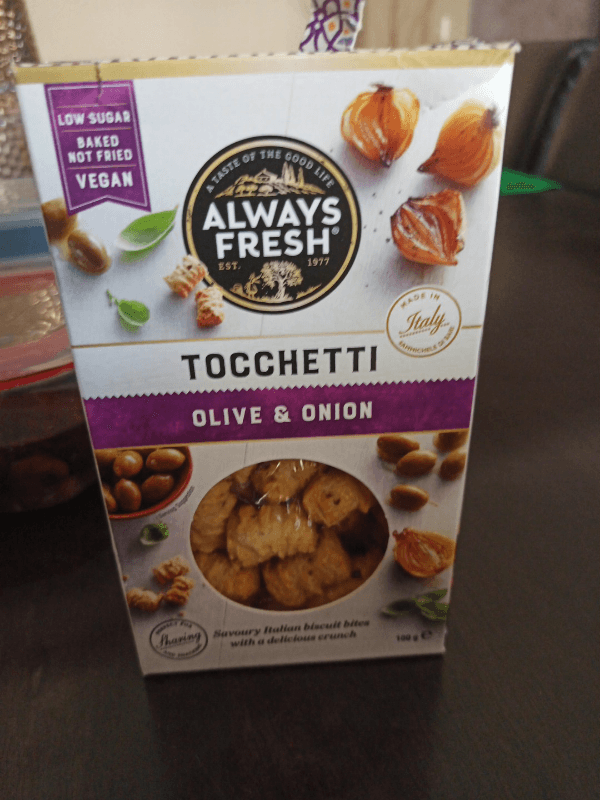 LOW SUGAR
BAKED
NOT FRIED
VEGAN
A TASTE OF THE GOOD LIFE
ALWAYS
FRESH®
EST. 1977
MADE IN
Italy
TOCCHETTI
OLIVE & ONION
Sharing
Savoury Italian biscuit bites
with a delicious crunch
100 g e